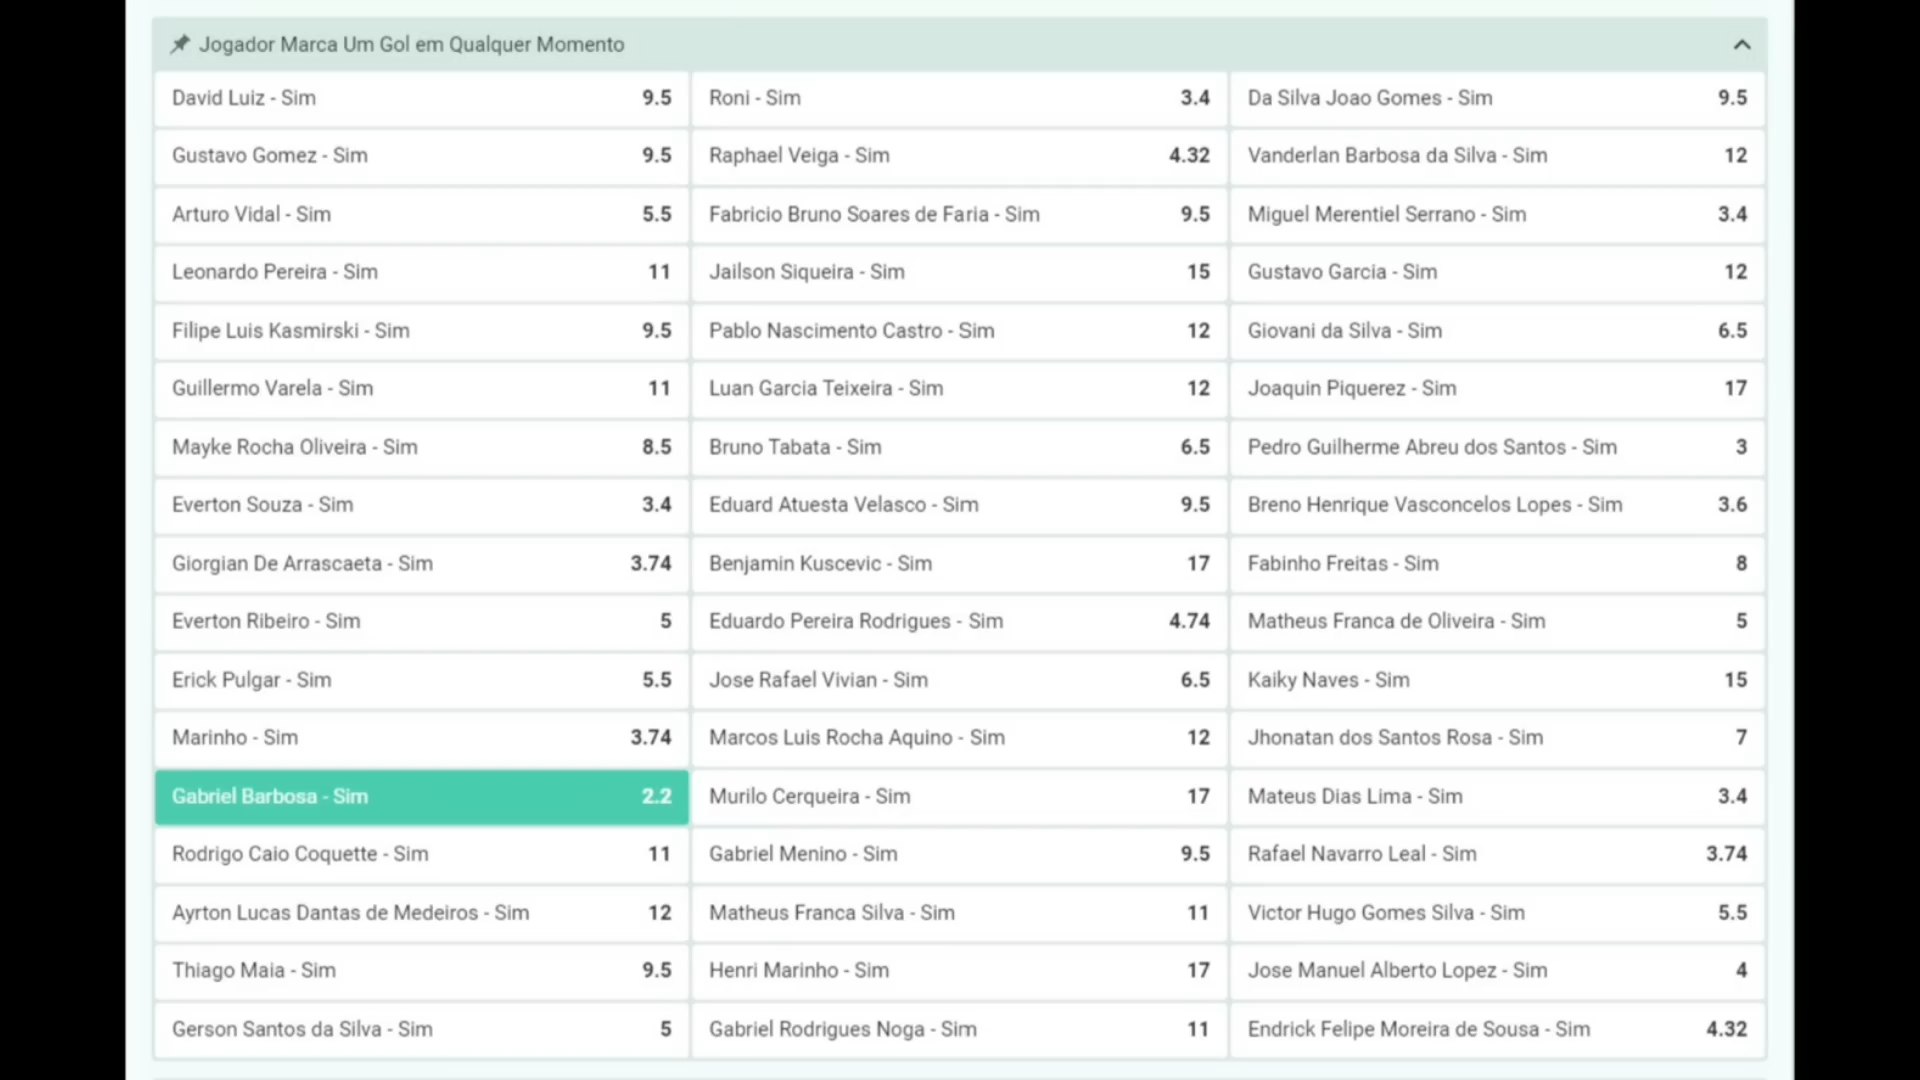 Jogador Marca Um Gol em Qualquer Momento
David Luiz - Sim 9.5 Roni - Sim 3.4 Da Silva Joao Gomes - Sim 9.5
Gustavo Gomez - Sim 9.5 Raphael Veiga - Sim 4.32 Vanderlan Barbosa da Silva - Sim 12
Arturo Vidal - Sim 5.5 Fabricio Bruno Soares de Faria - Sim 9.5 Miguel Merentiel Serrano - Sim 3.4
Leonardo Pereira - Sim 11 Jailson Siqueira - Sim 15 Gustavo Garcia - Sim 12
Filipe Luis Kasmirski - Sim 9.5 Pablo Nascimento Castro - Sim 12 Giovani da Silva - Sim 6.5
Guillermo Varela - Sim 11 Luan Garcia Teixeira - Sim 12 Joaquin Piquerez - Sim 17
Mayke Rocha Oliveira - Sim 8.5 Bruno Tabata - Sim 6.5 Pedro Guilherme Abreu dos Santos - Sim 3
Everton Souza - Sim 3.4 Eduard Atuesta Velasco - Sim 9.5 Breno Henrique Vasconcelos Lopes - Sim 3.6
Giorgian De Arrascaeta - Sim 3.74 Benjamin Kuscevic - Sim 17 Fabinho Freitas - Sim 8
Everton Ribeiro - Sim 5 Eduardo Pereira Rodrigues - Sim 4.74 Matheus Franca de Oliveira - Sim 5
Erick Pulgar - Sim 5.5 Jose Rafael Vivian - Sim 6.5 Kaiky Naves - Sim 15
Marinho - Sim 3.74 Marcos Luis Rocha Aquino - Sim 12 Jhonatan dos Santos Rosa - Sim 7
Gabriel Barbosa - Sim 2.2 Murilo Cerqueira - Sim 17 Mateus Dias Lima - Sim 3.4
Rodrigo Caio Coquette - Sim 11 Gabriel Menino - Sim 9.5 Rafael Navarro Leal - Sim 3.74
Ayrton Lucas Dantas de Medeiros - Sim 12 Matheus Franca Silva - Sim 11 Victor Hugo Gomes Silva - Sim 5.5
Thiago Maia - Sim 9.5 Henri Marinho - Sim 17 Jose Manuel Alberto Lopez - Sim 4
Gerson Santos da Silva - Sim 5 Gabriel Rodrigues Noga - Sim 11 Endrick Felipe Moreira de Sousa - Sim 4.32